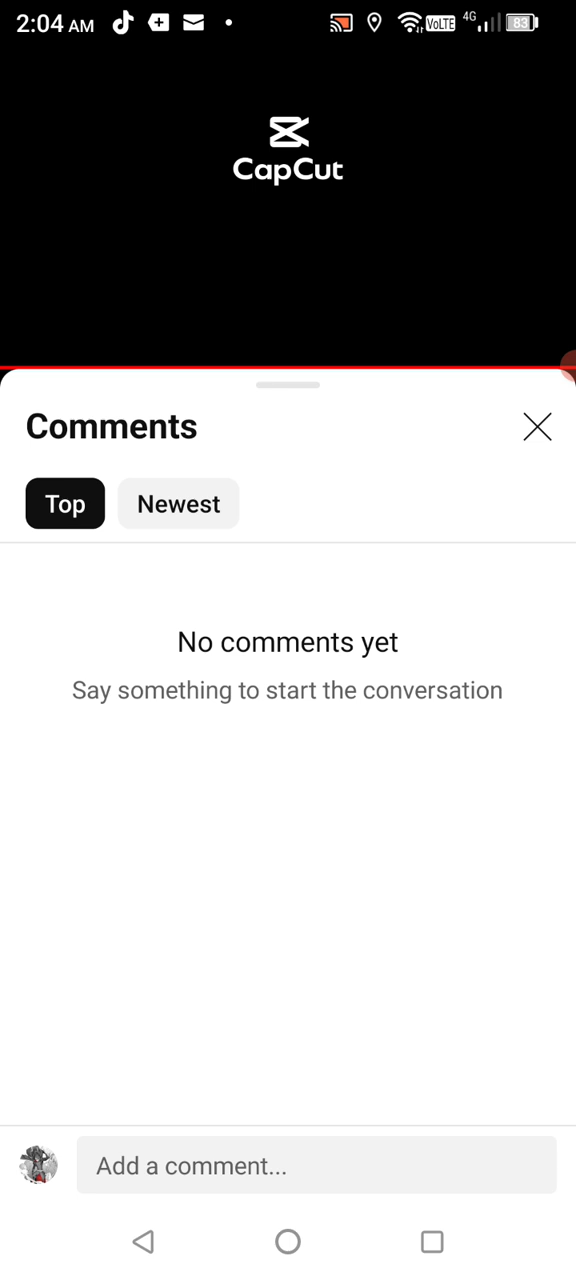 2:04 AM
VoLTE
4G
83
CapCut
Comments
Top
Newest
No comments yet
Say something to start the conversation
Add a comment...